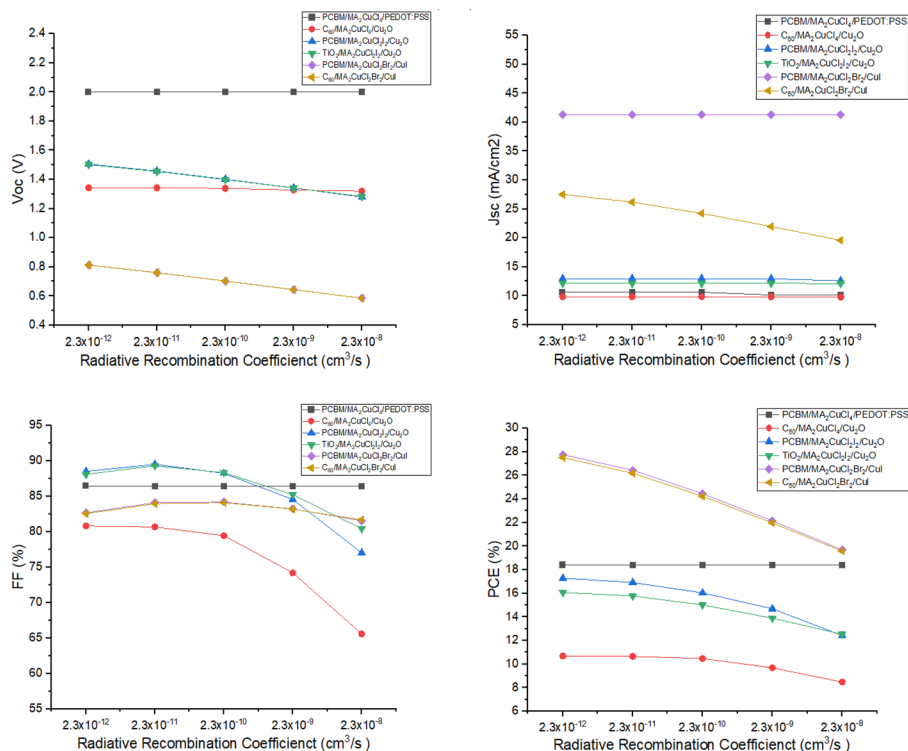 PCBM/MA₂CuCl₄/PEDOT:PSS
C₆₀/MA₂CuCl₄/Cu₂O
PCBM/MA₂CuCl₂I₂/Cu₂O
TiO₂/MA₂CuCl₂I₂/Cu₂O
PCBM/MA₂CuCl₂Br₂/CuI
C₆₀/MA₂CuCl₂Br₂/CuI
2.0
1.8
1.6
1.4
1.2
1.0
0.8
0.6
0.4
Voc (V)
2.3x10⁻¹² 2.3x10⁻¹¹ 2.3x10⁻¹⁰ 2.3x10⁻⁹ 2.3x10⁻⁸
Radiative Recombination Coefficienct (cm³/s )
PCBM/MA₂CuCl₄/PEDOT:PSS
C₆₀/MA₂CuCl₄/Cu₂O
PCBM/MA₂CuCl₂I₂/Cu₂O
TiO₂/MA₂CuCl₂I₂/Cu₂O
PCBM/MA₂CuCl₂Br₂/CuI
C₆₀/MA₂CuCl₂Br₂/CuI
55
50
45
40
35
30
25
20
15
10
5
Jsc (mA/cm2)
2.3x10⁻¹² 2.3x10⁻¹¹ 2.3x10⁻¹⁰ 2.3x10⁻⁹ 2.3x10⁻⁸
Radiative Recombination Coefficienct (cm³/s )
PCBM/MA₂CuCl₄/PEDOT:PSS
C₆₀/MA₂CuCl₄/Cu₂O
PCBM/MA₂CuCl₂I₂/Cu₂O
TiO₂/MA₂CuCl₂I₂/Cu₂O
PCBM/MA₂CuCl₂Br₂/CuI
C₆₀/MA₂CuCl₂Br₂/CuI
95
90
85
80
75
70
65
60
55
FF (%)
2.3x10⁻¹² 2.3x10⁻¹¹ 2.3x10⁻¹⁰ 2.3x10⁻⁹ 2.3x10⁻⁸
Radiative Recombination Coefficienct (cm³/s )
PCBM/MA₂CuCl₄/PEDOT:PSS
C₆₀/MA₂CuCl₄/Cu₂O
PCBM/MA₂CuCl₂I₂/Cu₂O
TiO₂/MA₂CuCl₂I₂/Cu₂O
PCBM/MA₂CuCl₂Br₂/CuI
C₆₀/MA₂CuCl₂Br₂/CuI
30
28
26
24
22
20
18
16
14
12
10
8
6
PCE (%)
2.3x10⁻¹² 2.3x10⁻¹¹ 2.3x10⁻¹⁰ 2.3x10⁻⁹ 2.3x10⁻⁸
Radiative Recombination Coefficienct (cm³/s )